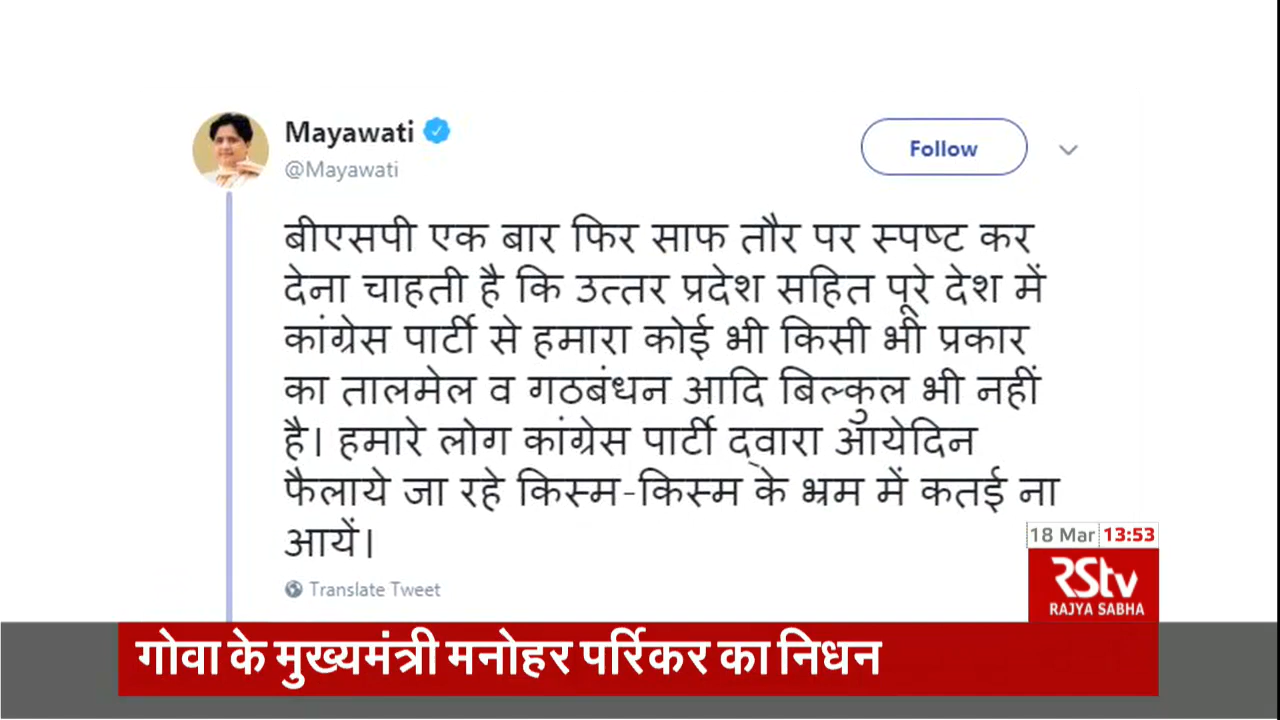 Mayawati
@Mayawati
Follow
बीएसपी एक बार फिर साफ तौर पर स्पष्ट कर
देना चाहती है कि उत्तर प्रदेश सहित पूरे देश में
कांग्रेस पार्टी से हमारा कोई भी किसी भी प्रकार
का तालमेल व गठबंधन आदि बिल्कुल भी नहीं
है। हमारे लोग कांग्रेस पार्टी द्वारा आयेदिन
फैलाये जा रहे किस्म-किस्म के भ्रम में कतई ना
आयें।
Translate Tweet
18 Mar 13:53
RStv
RAJYA SABHA
गोवा के मुख्यमंत्री मनोहर पर्रिकर का निधन